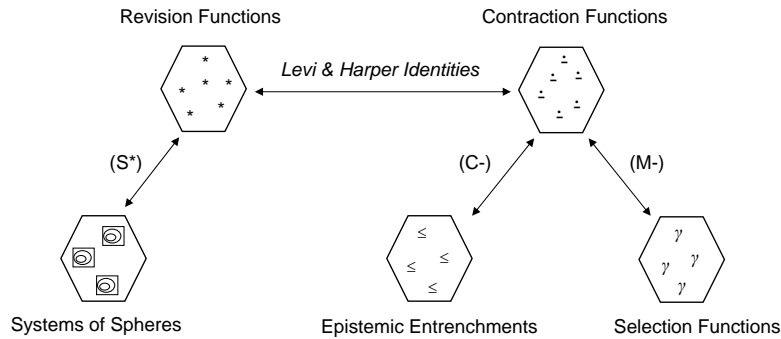 Revision Functions
Contraction Functions
* * * * * *
∸ ∸ ∸ ∸ ∸ ∸
Levi & Harper Identities
(S*)
(C-)
(M-)
≤ ≤ ≤ ≤
γ γ γ γ
Systems of Spheres
Epistemic Entrenchments
Selection Functions